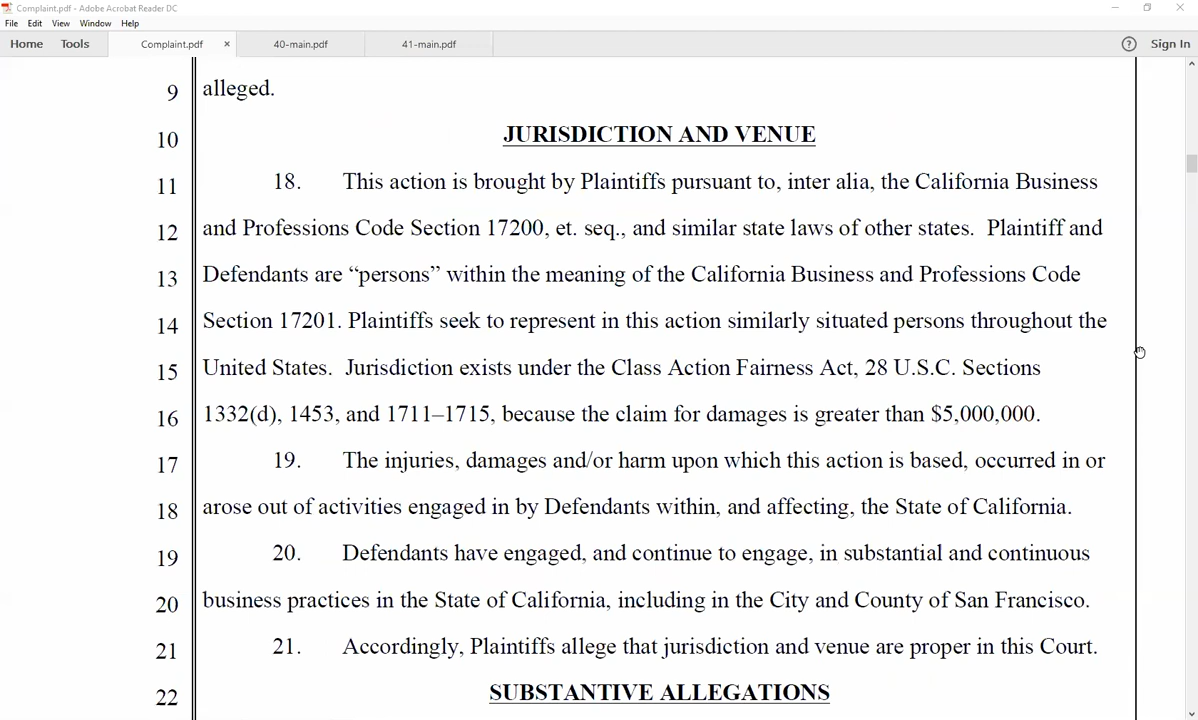 Complaint.pdf - Adobe Acrobat Reader DC
File Edit View Window Help
Home Tools Complaint.pdf × 40-main.pdf 41-main.pdf ? Sign In
9 alleged.
10 JURISDICTION AND VENUE
11 18. This action is brought by Plaintiffs pursuant to, inter alia, the California Business
12 and Professions Code Section 17200, et. seq., and similar state laws of other states. Plaintiff and
13 Defendants are “persons” within the meaning of the California Business and Professions Code
14 Section 17201. Plaintiffs seek to represent in this action similarly situated persons throughout the
15 United States. Jurisdiction exists under the Class Action Fairness Act, 28 U.S.C. Sections
16 1332(d), 1453, and 1711–1715, because the claim for damages is greater than $5,000,000.
17 19. The injuries, damages and/or harm upon which this action is based, occurred in or
18 arose out of activities engaged in by Defendants within, and affecting, the State of California.
19 20. Defendants have engaged, and continue to engage, in substantial and continuous
20 business practices in the State of California, including in the City and County of San Francisco.
21 21. Accordingly, Plaintiffs allege that jurisdiction and venue are proper in this Court.
22 SUBSTANTIVE ALLEGATIONS